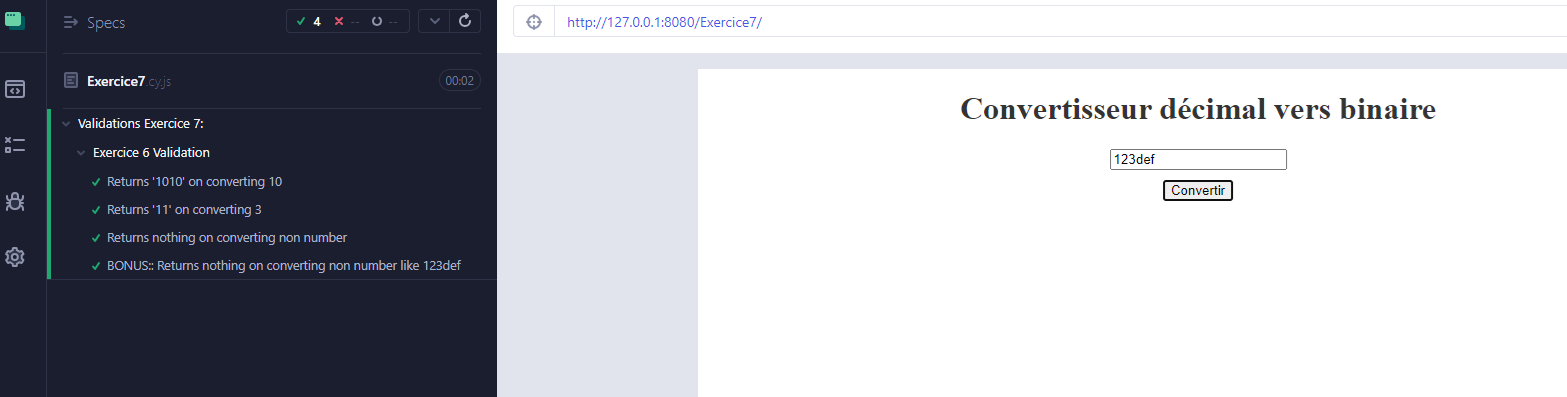 Specs
4 -- --
Exercice7.cy.js
00:02
Validations Exercice 7:
Exercice 6 Validation
Returns '1010' on converting 10
Returns '11' on converting 3
Returns nothing on converting non number
BONUS:: Returns nothing on converting non number like 123def
http://127.0.0.1:8080/Exercice7/
Convertisseur décimal vers binaire
123def
Convertir